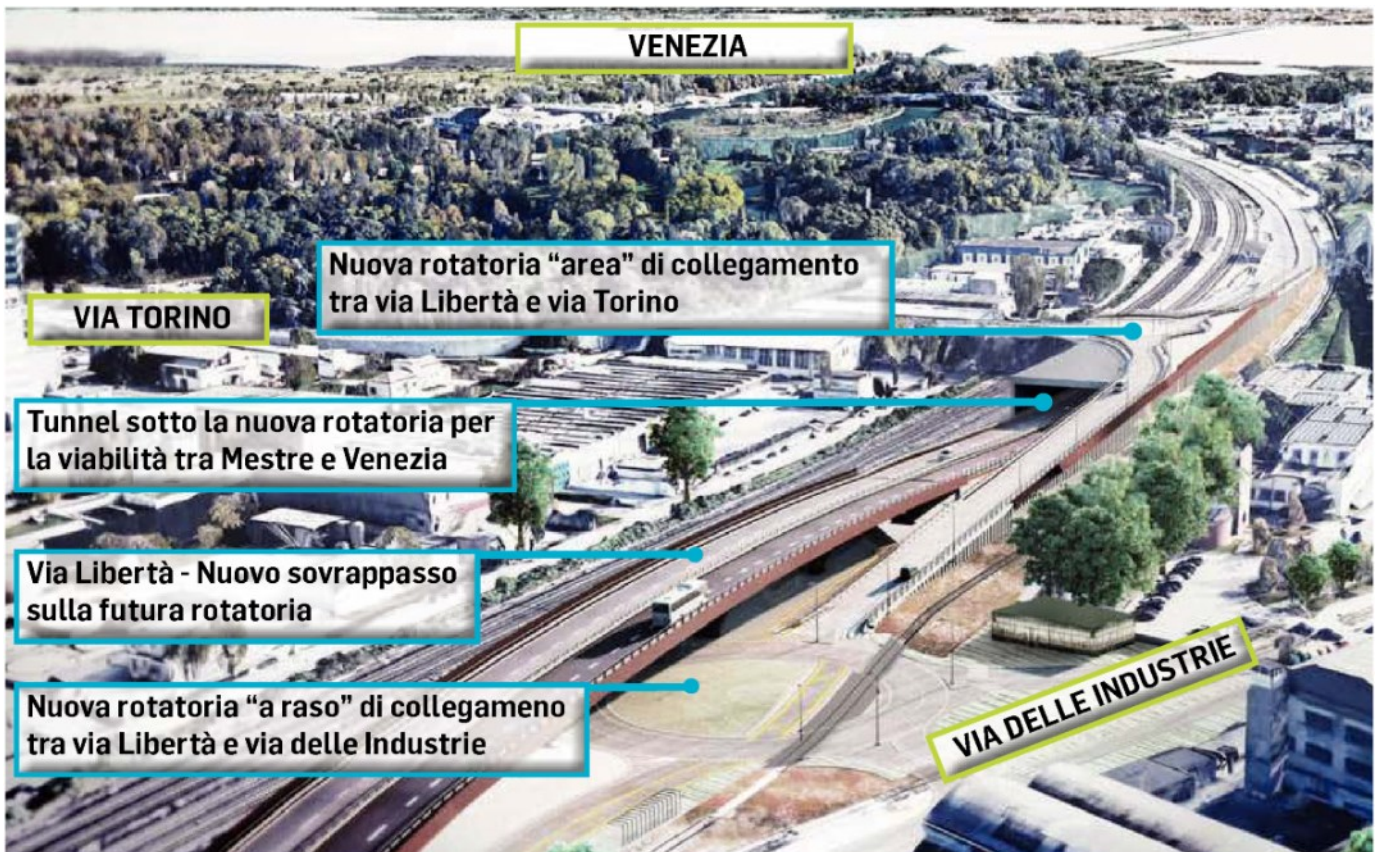 VENEZIA
Nuova rotatoria “area” di collegamento
tra via Libertà e via Torino
VIA TORINO
Tunnel sotto la nuova rotatoria per
la viabilità tra Mestre e Venezia
Via Libertà - Nuovo sovrappasso
sulla futura rotatoria
Nuova rotatoria “a raso” di collegameno
tra via Libertà e via delle Industrie
VIA DELLE INDUSTRIE